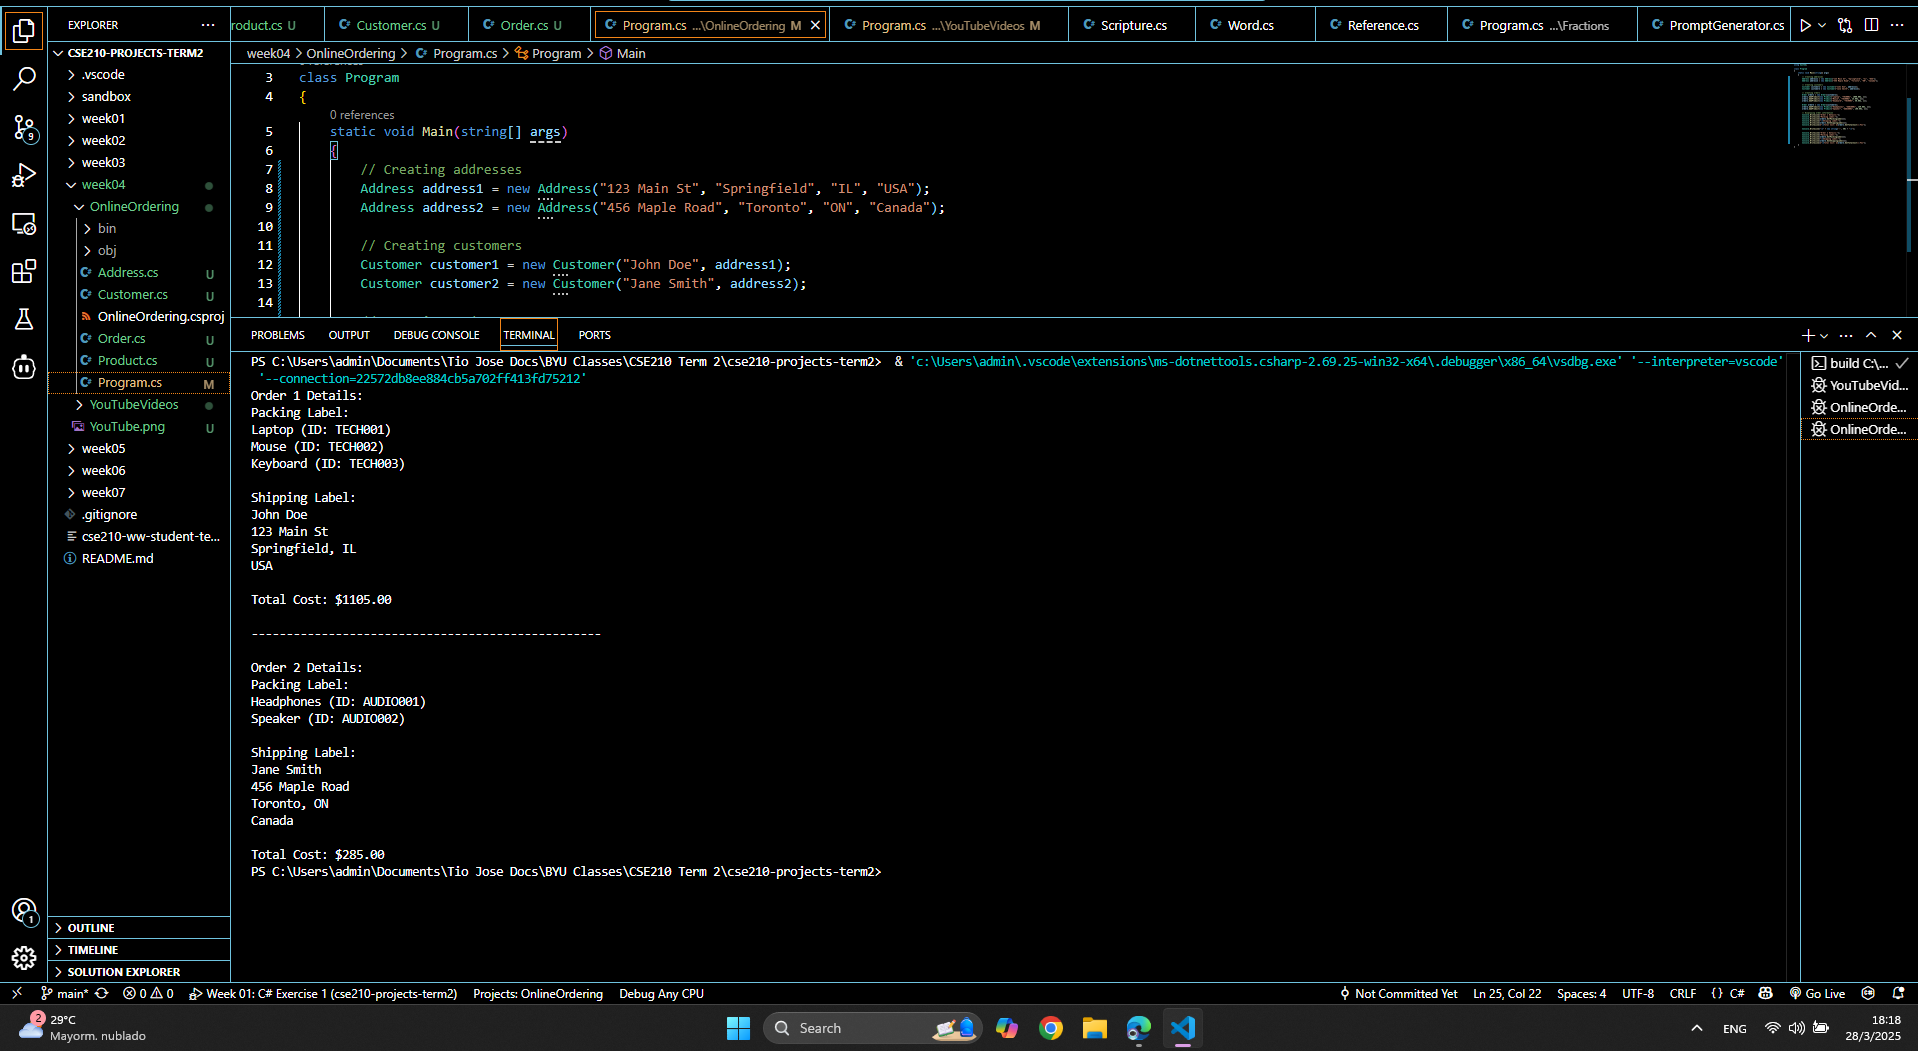 EXPLORER
CSE210-PROJECTS-TERM2
.vscode
sandbox
week01
week02
week03
week04
OnlineOrdering
bin
obj
Address.cs U
Customer.cs U
OnlineOrdering.csproj
Order.cs U
Product.cs U
Program.cs M
YouTubeVideos
YouTube.png U
week05
week06
week07
.gitignore
cse210-ww-student-te...
README.md
OUTLINE
TIMELINE
SOLUTION EXPLORER
9
1
roduct.cs U
Customer.cs U
Order.cs U
Program.cs ...\OnlineOrdering M
Program.cs ...\YouTubeVideos M
Scripture.cs
Word.cs
Reference.cs
Program.cs ...\Fractions
PromptGenerator.cs
week04 > OnlineOrdering > Program.cs > Program > Main
3 class Program
4 {
0 references
5 static void Main(string[] args)
6 {
7 // Creating addresses
8 Address address1 = new Address("123 Main St", "Springfield", "IL", "USA");
9 Address address2 = new Address("456 Maple Road", "Toronto", "ON", "Canada");
10
11 // Creating customers
12 Customer customer1 = new Customer("John Doe", address1);
13 Customer customer2 = new Customer("Jane Smith", address2);
14
PROBLEMS OUTPUT DEBUG CONSOLE TERMINAL PORTS
PS C:\Users\admin\Documents\Tio Jose Docs\BYU Classes\CSE210 Term 2\cse210-projects-term2> & 'c:\Users\admin\.vscode\extensions\ms-dotnettools.csharp-2.69.25-win32-x64\.debugger\x86_64\vsdbg.exe' '--interpreter=vscode'
'--connection=22572db8ee884cb5a702ff413fd75212'
Order 1 Details:
Packing Label:
Laptop (ID: TECH001)
Mouse (ID: TECH002)
Keyboard (ID: TECH003)
Shipping Label:
John Doe
123 Main St
Springfield, IL
USA
Total Cost: $1105.00
--------------------------------------------------
Order 2 Details:
Packing Label:
Headphones (ID: AUDIO001)
Speaker (ID: AUDIO002)
Shipping Label:
Jane Smith
456 Maple Road
Toronto, ON
Canada
Total Cost: $285.00
PS C:\Users\admin\Documents\Tio Jose Docs\BYU Classes\CSE210 Term 2\cse210-projects-term2>
build C:\...
YouTubeVid...
OnlineOrde...
OnlineOrde...
main* 0 0 Week 01: C# Exercise 1 (cse210-projects-term2) Projects: OnlineOrdering Debug Any CPU
Not Committed Yet Ln 25, Col 22 Spaces: 4 UTF-8 CRLF {} C# Go Live
2
29°C
Mayorm. nublado
Search
ENG
18:18
28/3/2025